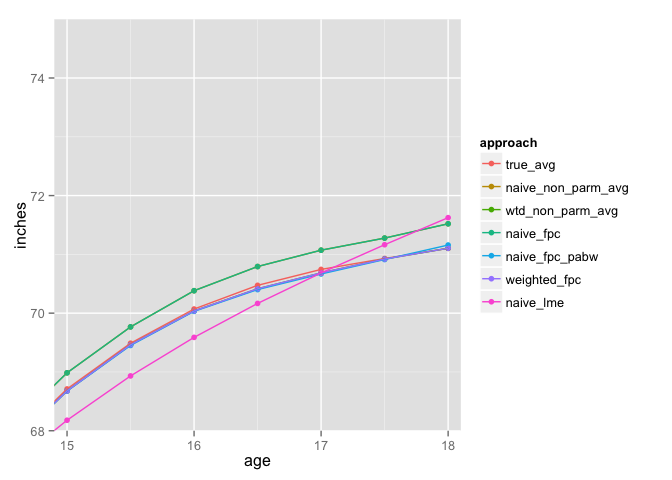 74
72
70
68
15 16 17 18
age
inches
approach
true_avg
naive_non_parm_avg
wtd_non_parm_avg
naive_fpc
naive_fpc_pabw
weighted_fpc
naive_lme